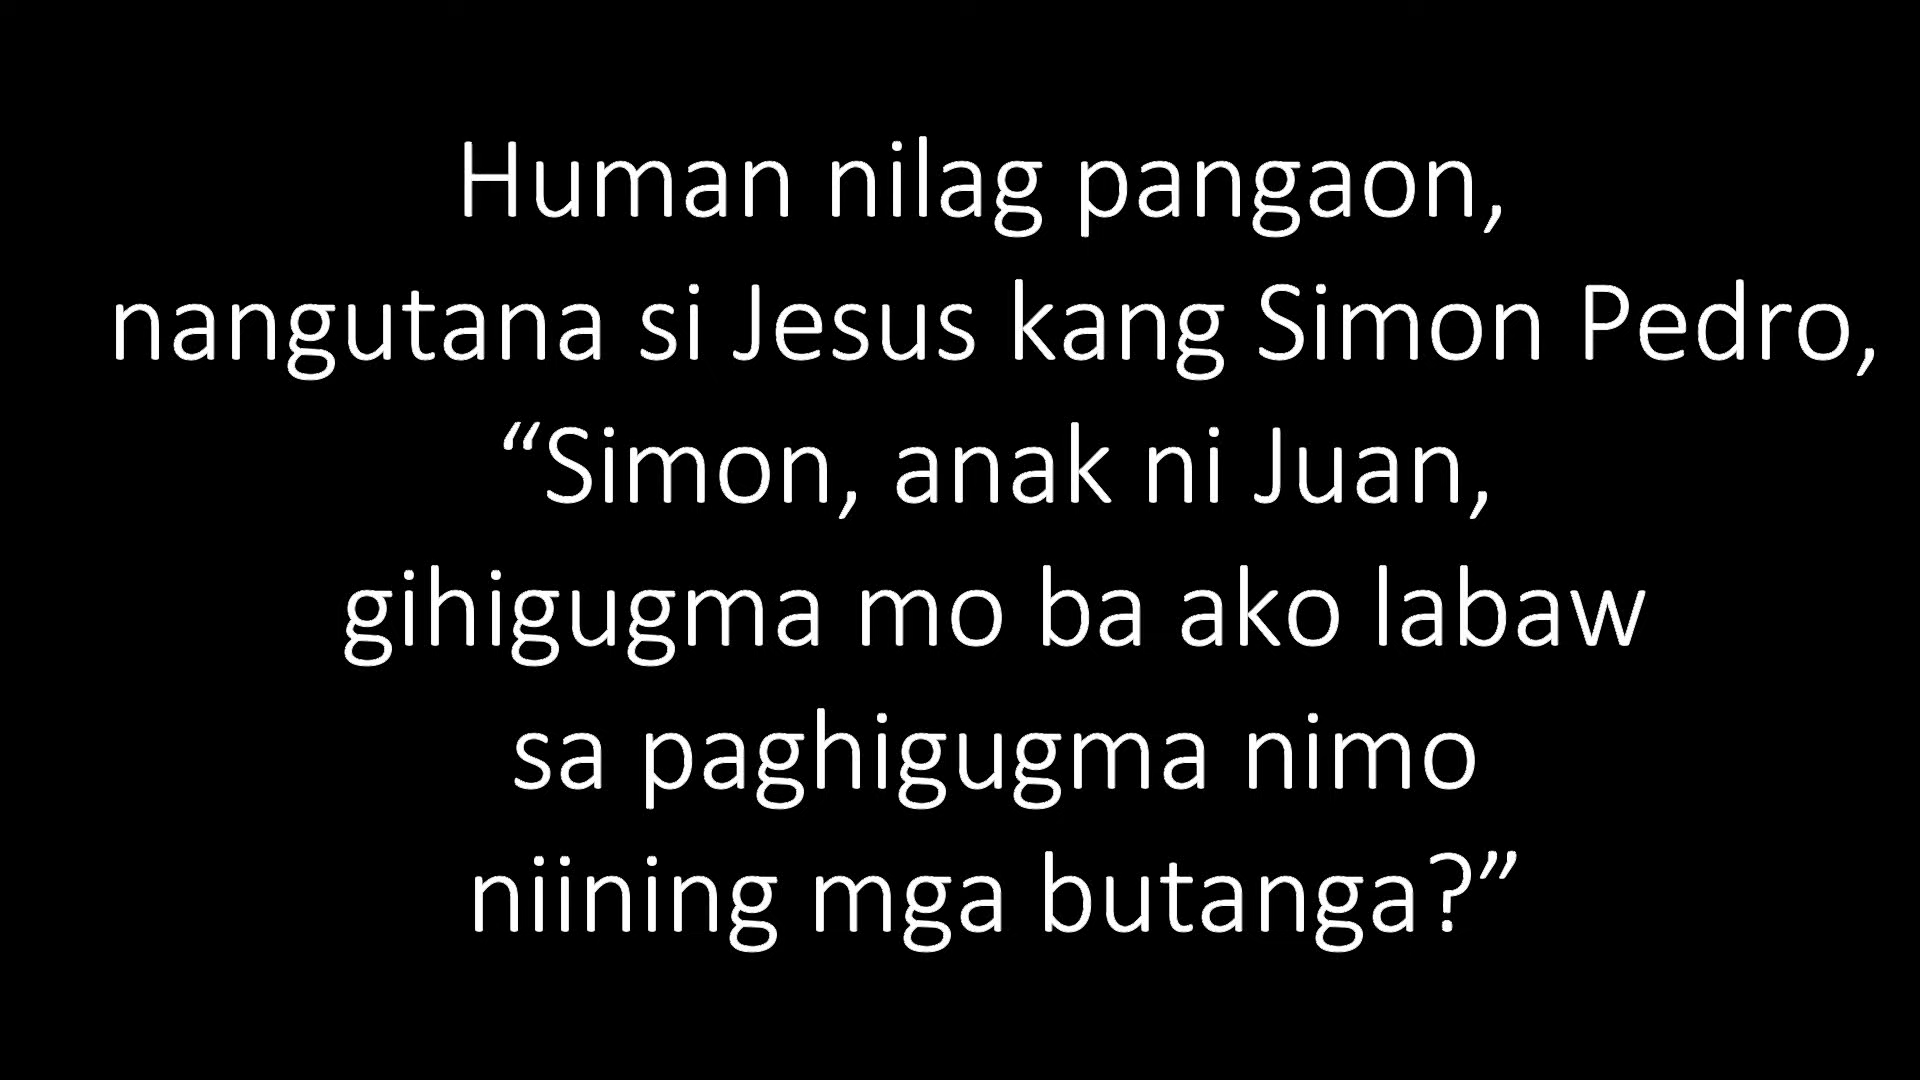 Human nilag pangaon,
nangutana si Jesus kang Simon Pedro,
“Simon, anak ni Juan,
gihigugma mo ba ako labaw
sa paghigugma nimo
niining mga butanga?”